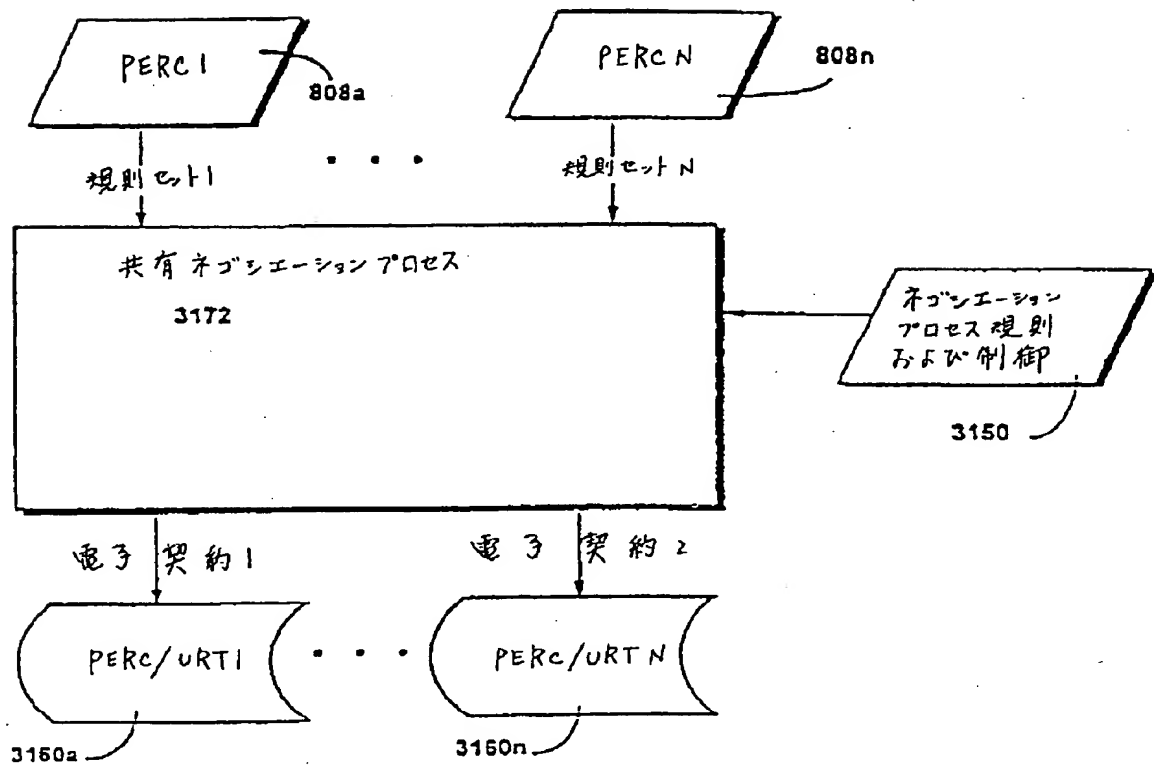 PERC 1
808a
PERC N
808n
規則セット1
規則セットN
共有ネゴシエーションプロセス
3172
ネゴシエーション
プロセス規則
および制御
3150
電子契約1
電子契約2
PERC/URT1
PERC/URT N
3160a
3160n